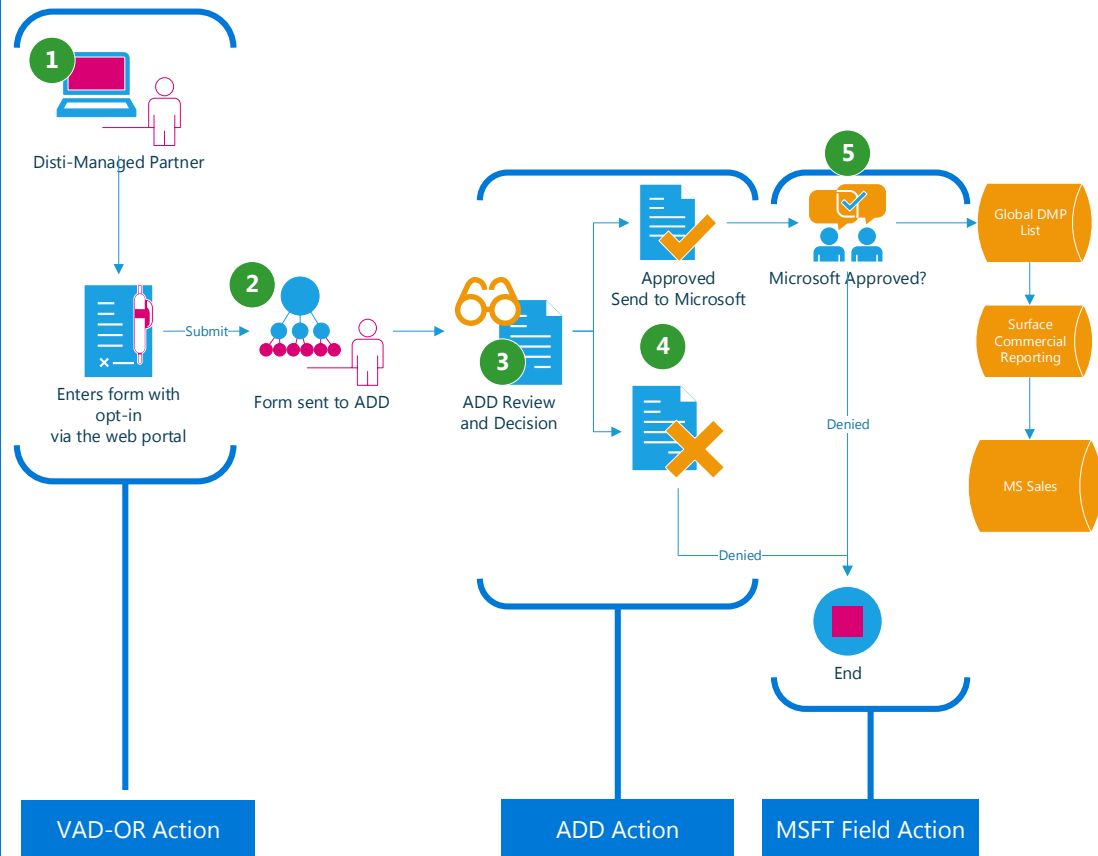 1
Disti-Managed Partner
Enters form with
opt-in
via the web portal
Submit
2
Form sent to ADD
3
ADD Review
and Decision
Approved
Send to Microsoft
4
Denied
5
Microsoft Approved?
Denied
End
Global DMP
List
Surface
Commercial
Reporting
MS Sales
VAD-OR Action
ADD Action
MSFT Field Action